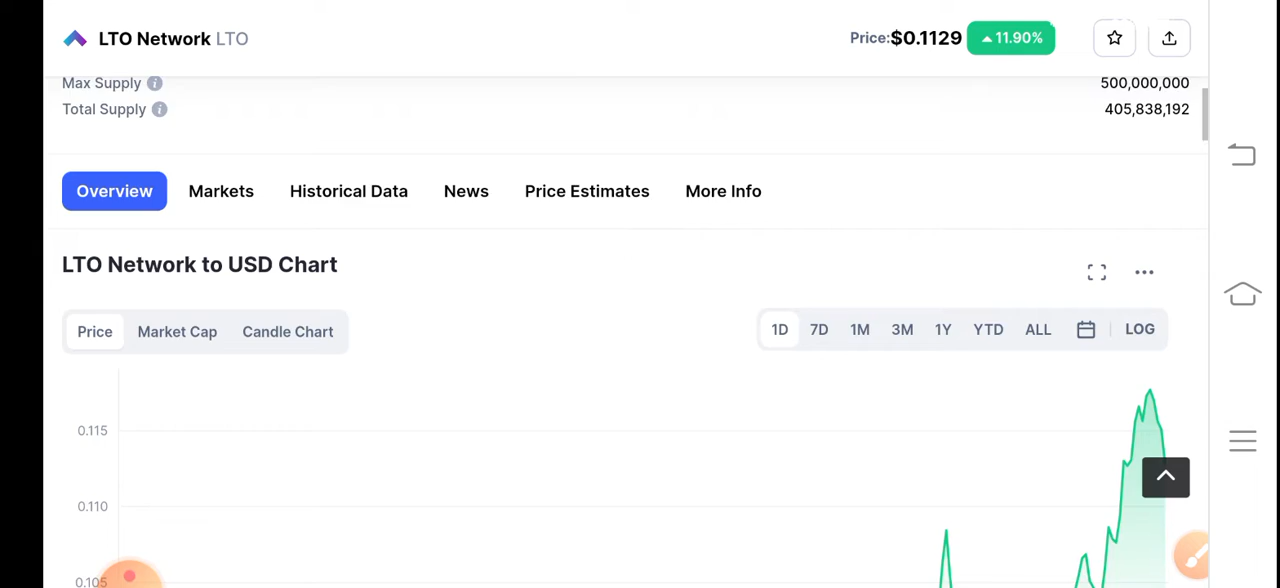 LTO Network LTO Price:$0.1129 11.90%
Max Supply 500,000,000
Total Supply 405,838,192
Overview Markets Historical Data News Price Estimates More Info
LTO Network to USD Chart
Price Market Cap Candle Chart 1D 7D 1M 3M 1Y YTD ALL LOG
0.115
0.110
0.105